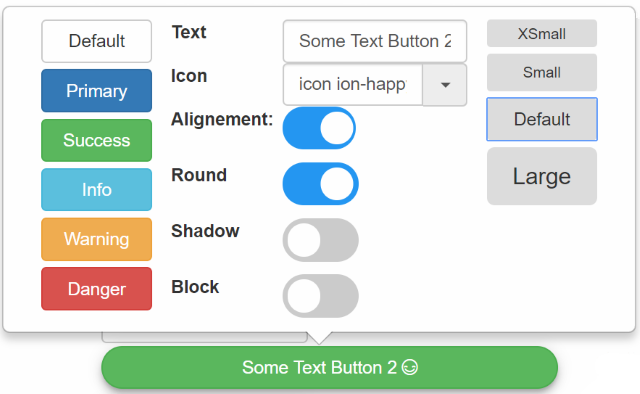 Default
Primary
Success
Info
Warning
Danger
Text
Some Text Button 2
Icon
icon ion-happ
Alignement:
Round
Shadow
Block
XSmall
Small
Default
Large
Some Text Button 2